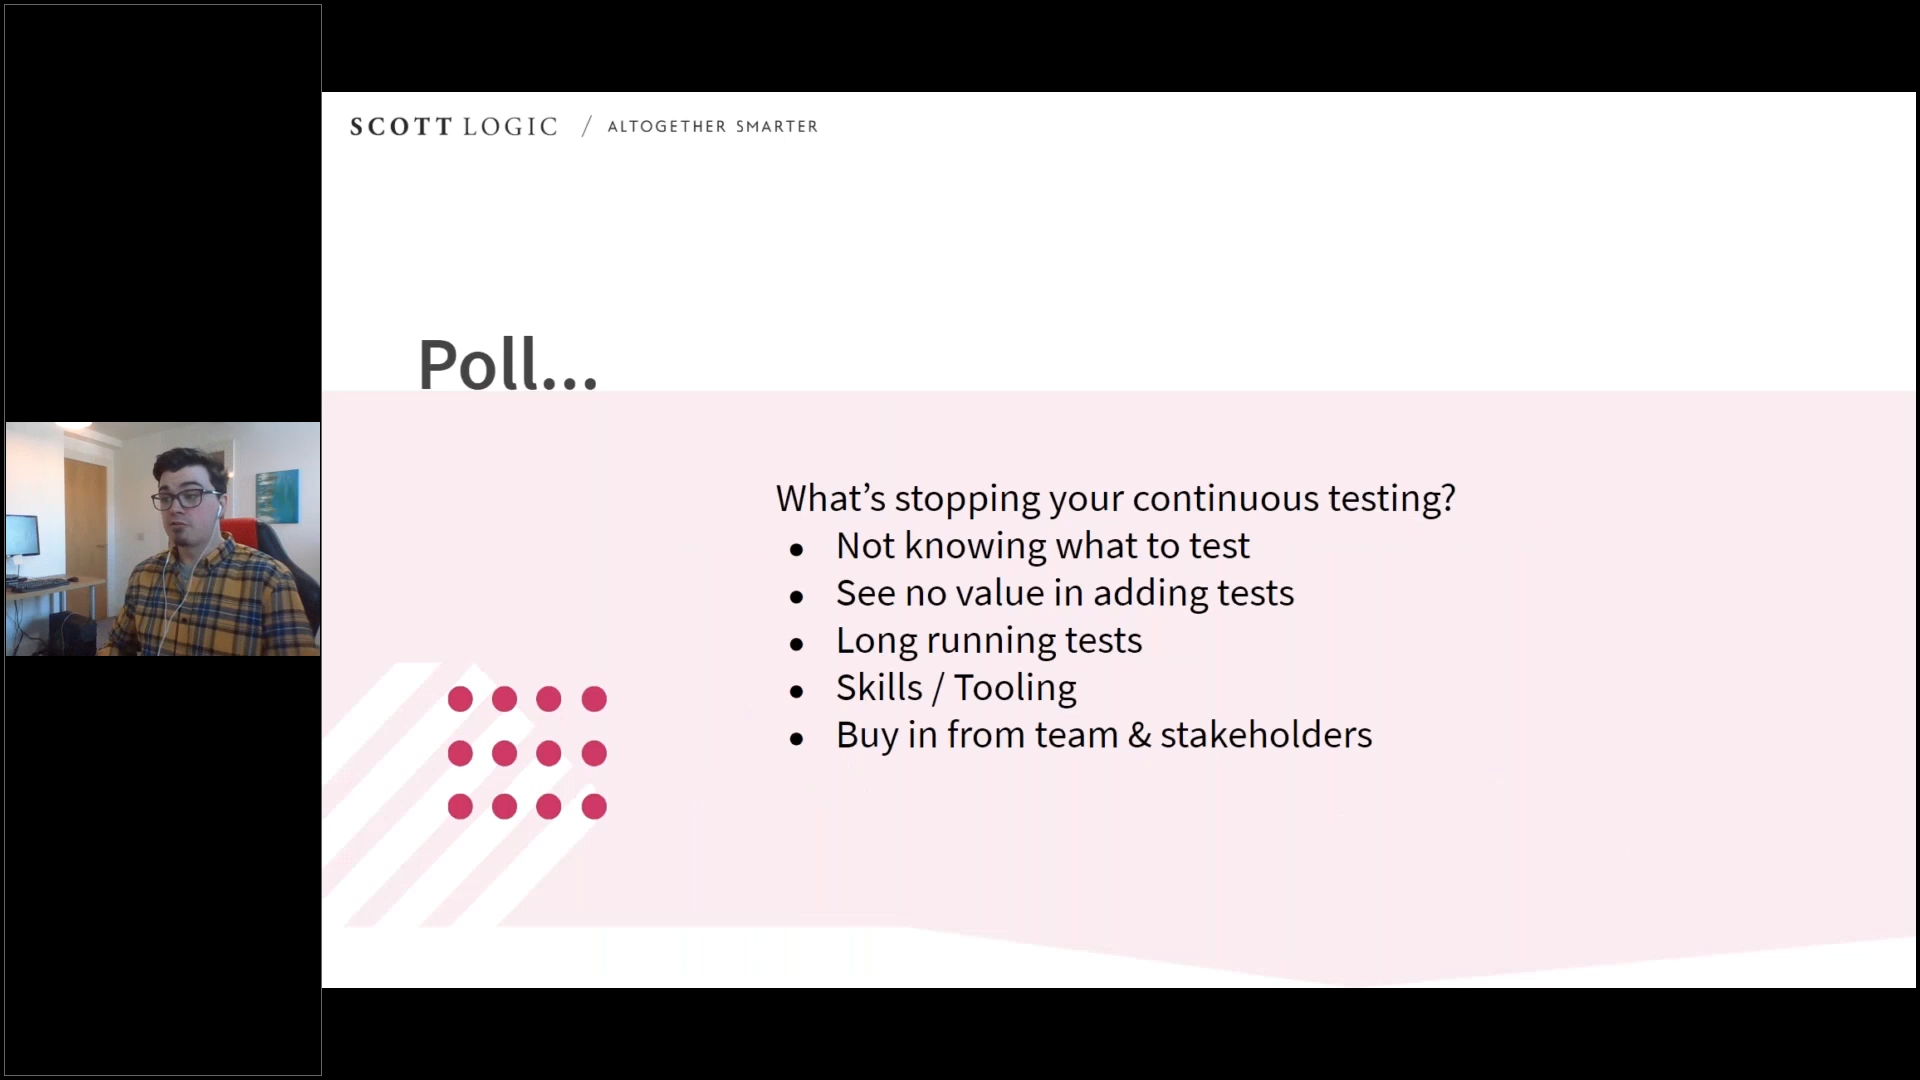 SCOTT LOGIC / ALTOGETHER SMARTER
Poll...
What’s stopping your continuous testing?
● Not knowing what to test
● See no value in adding tests
● Long running tests
● Skills / Tooling
● Buy in from team & stakeholders